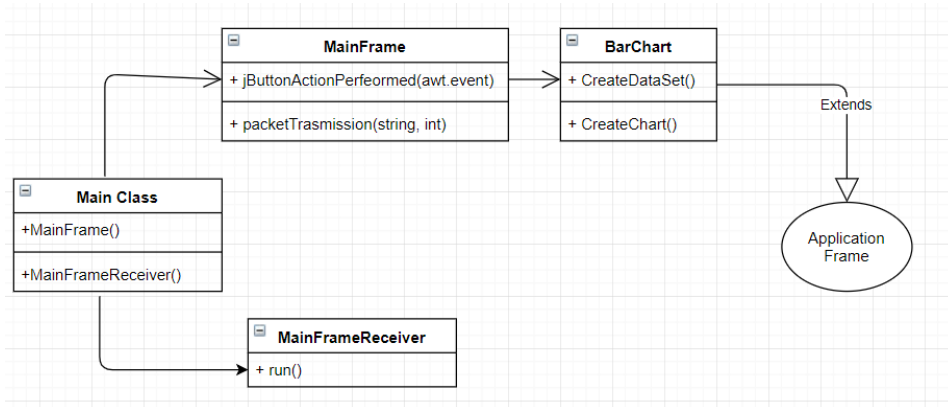 MainFrame
+ jButtonActionPerfeormed(awt.event)
+ packetTrasmission(string, int)
BarChart
+ CreateDataSet()
+ CreateChart()
Extends
Application
Frame
Main Class
+MainFrame()
+MainFrameReceiver()
MainFrameReceiver
+ run()